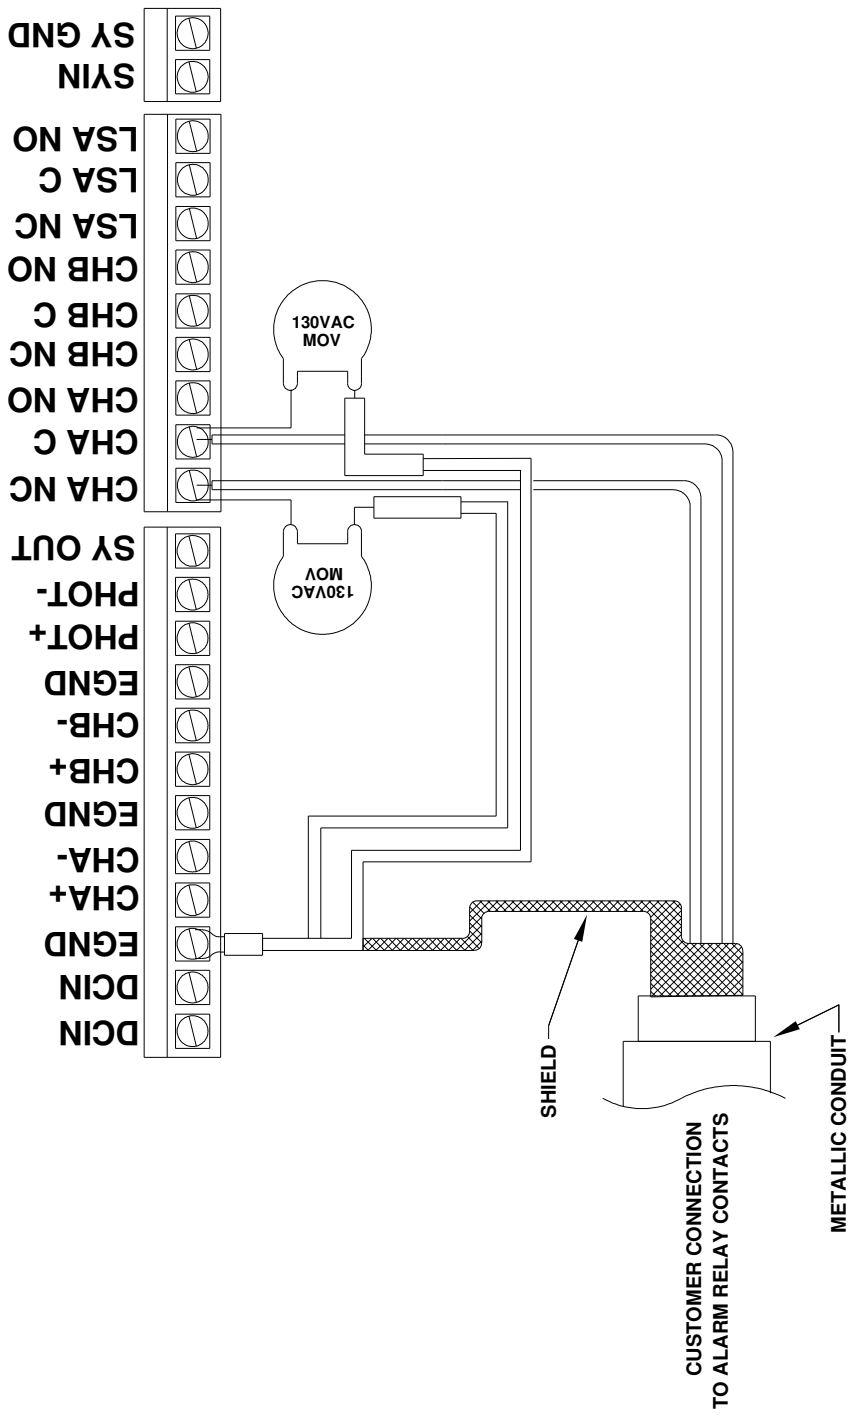 SY GND
SYIN
LSA NO
LSA C
LSA NC
CHB NO
CHB C
CHB NC
CHA NO
CHA C
CHA NC
SY OUT
PHOT-
PHOT+
EGND
CHB-
CHB+
EGND
CHA-
CHA+
EGND
DCIN
DCIN
130VAC
MOV
130VAC
MOV
SHIELD
METALLIC CONDUIT
CUSTOMER CONNECTION
TO ALARM RELAY CONTACTS